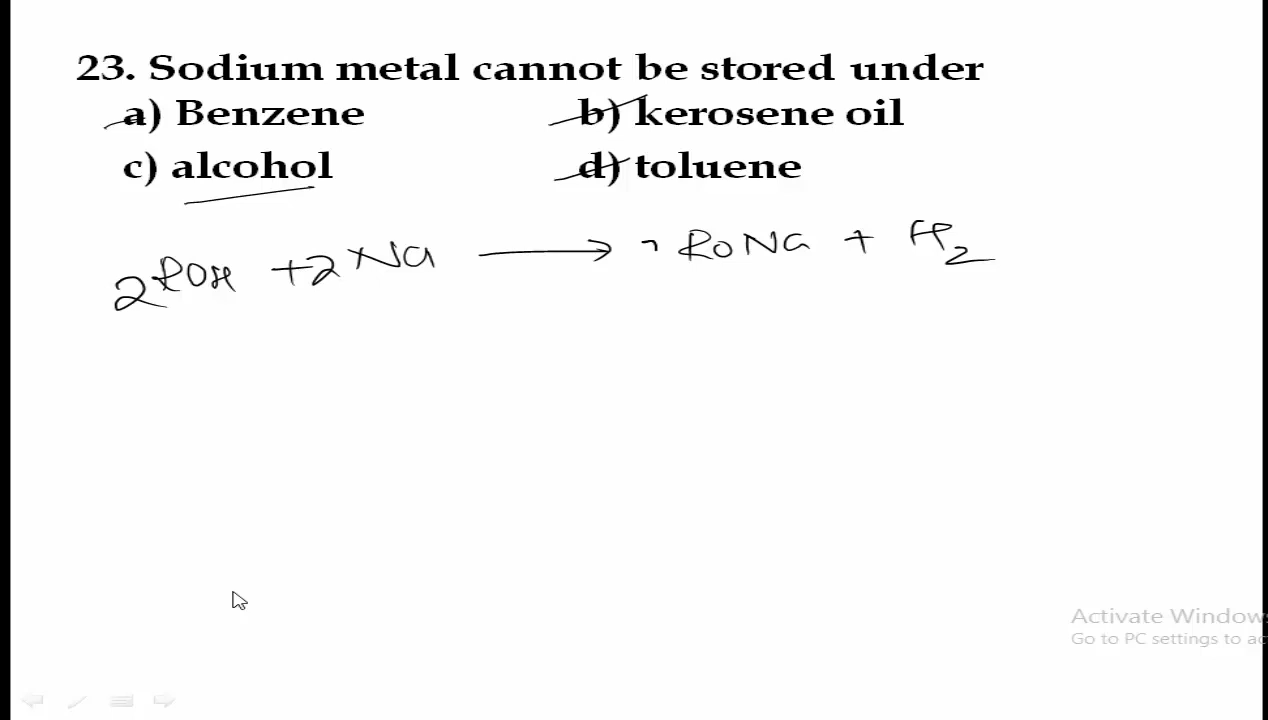 23. Sodium metal cannot be stored under
a) Benzene b) kerosene oil
c) alcohol d) toluene
2ROH + 2Na → RONa + H2
Activate Windows
Go to PC settings to ac